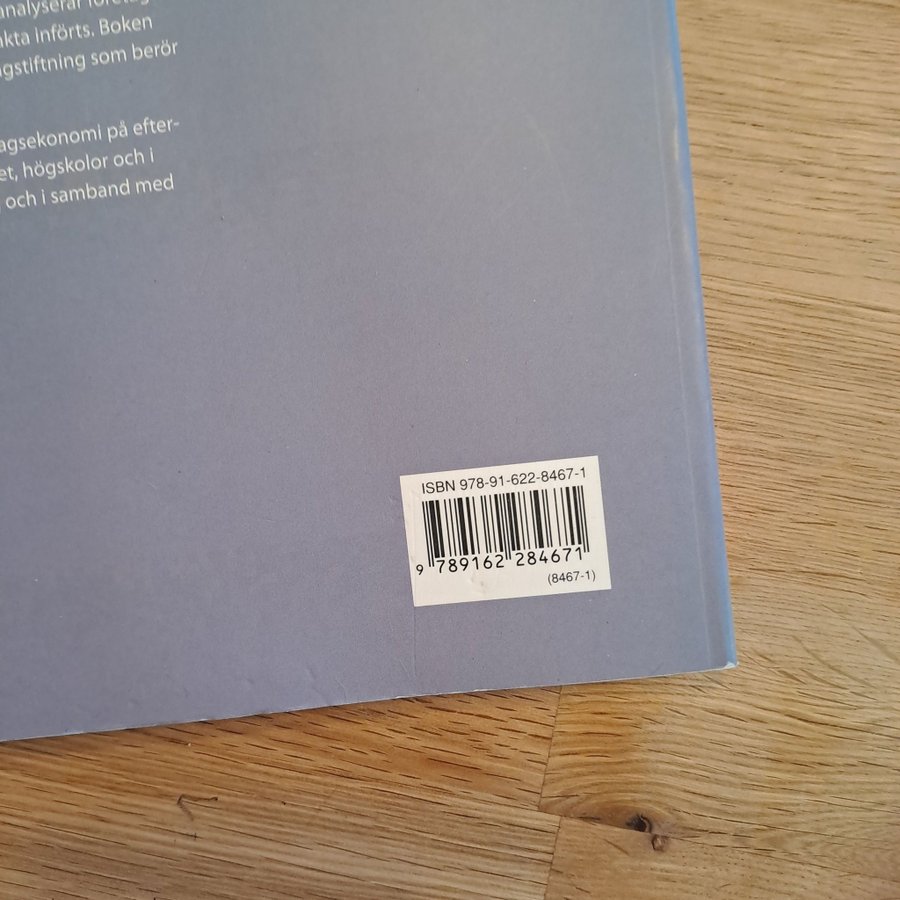 analyserar företag
akta införts. Boken
gstiftning som berör
agsekonomi på efter-
et, högskolor och i
och i samband med
ISBN 978-91-622-8467-1
9 789162 284671
(8467-1)